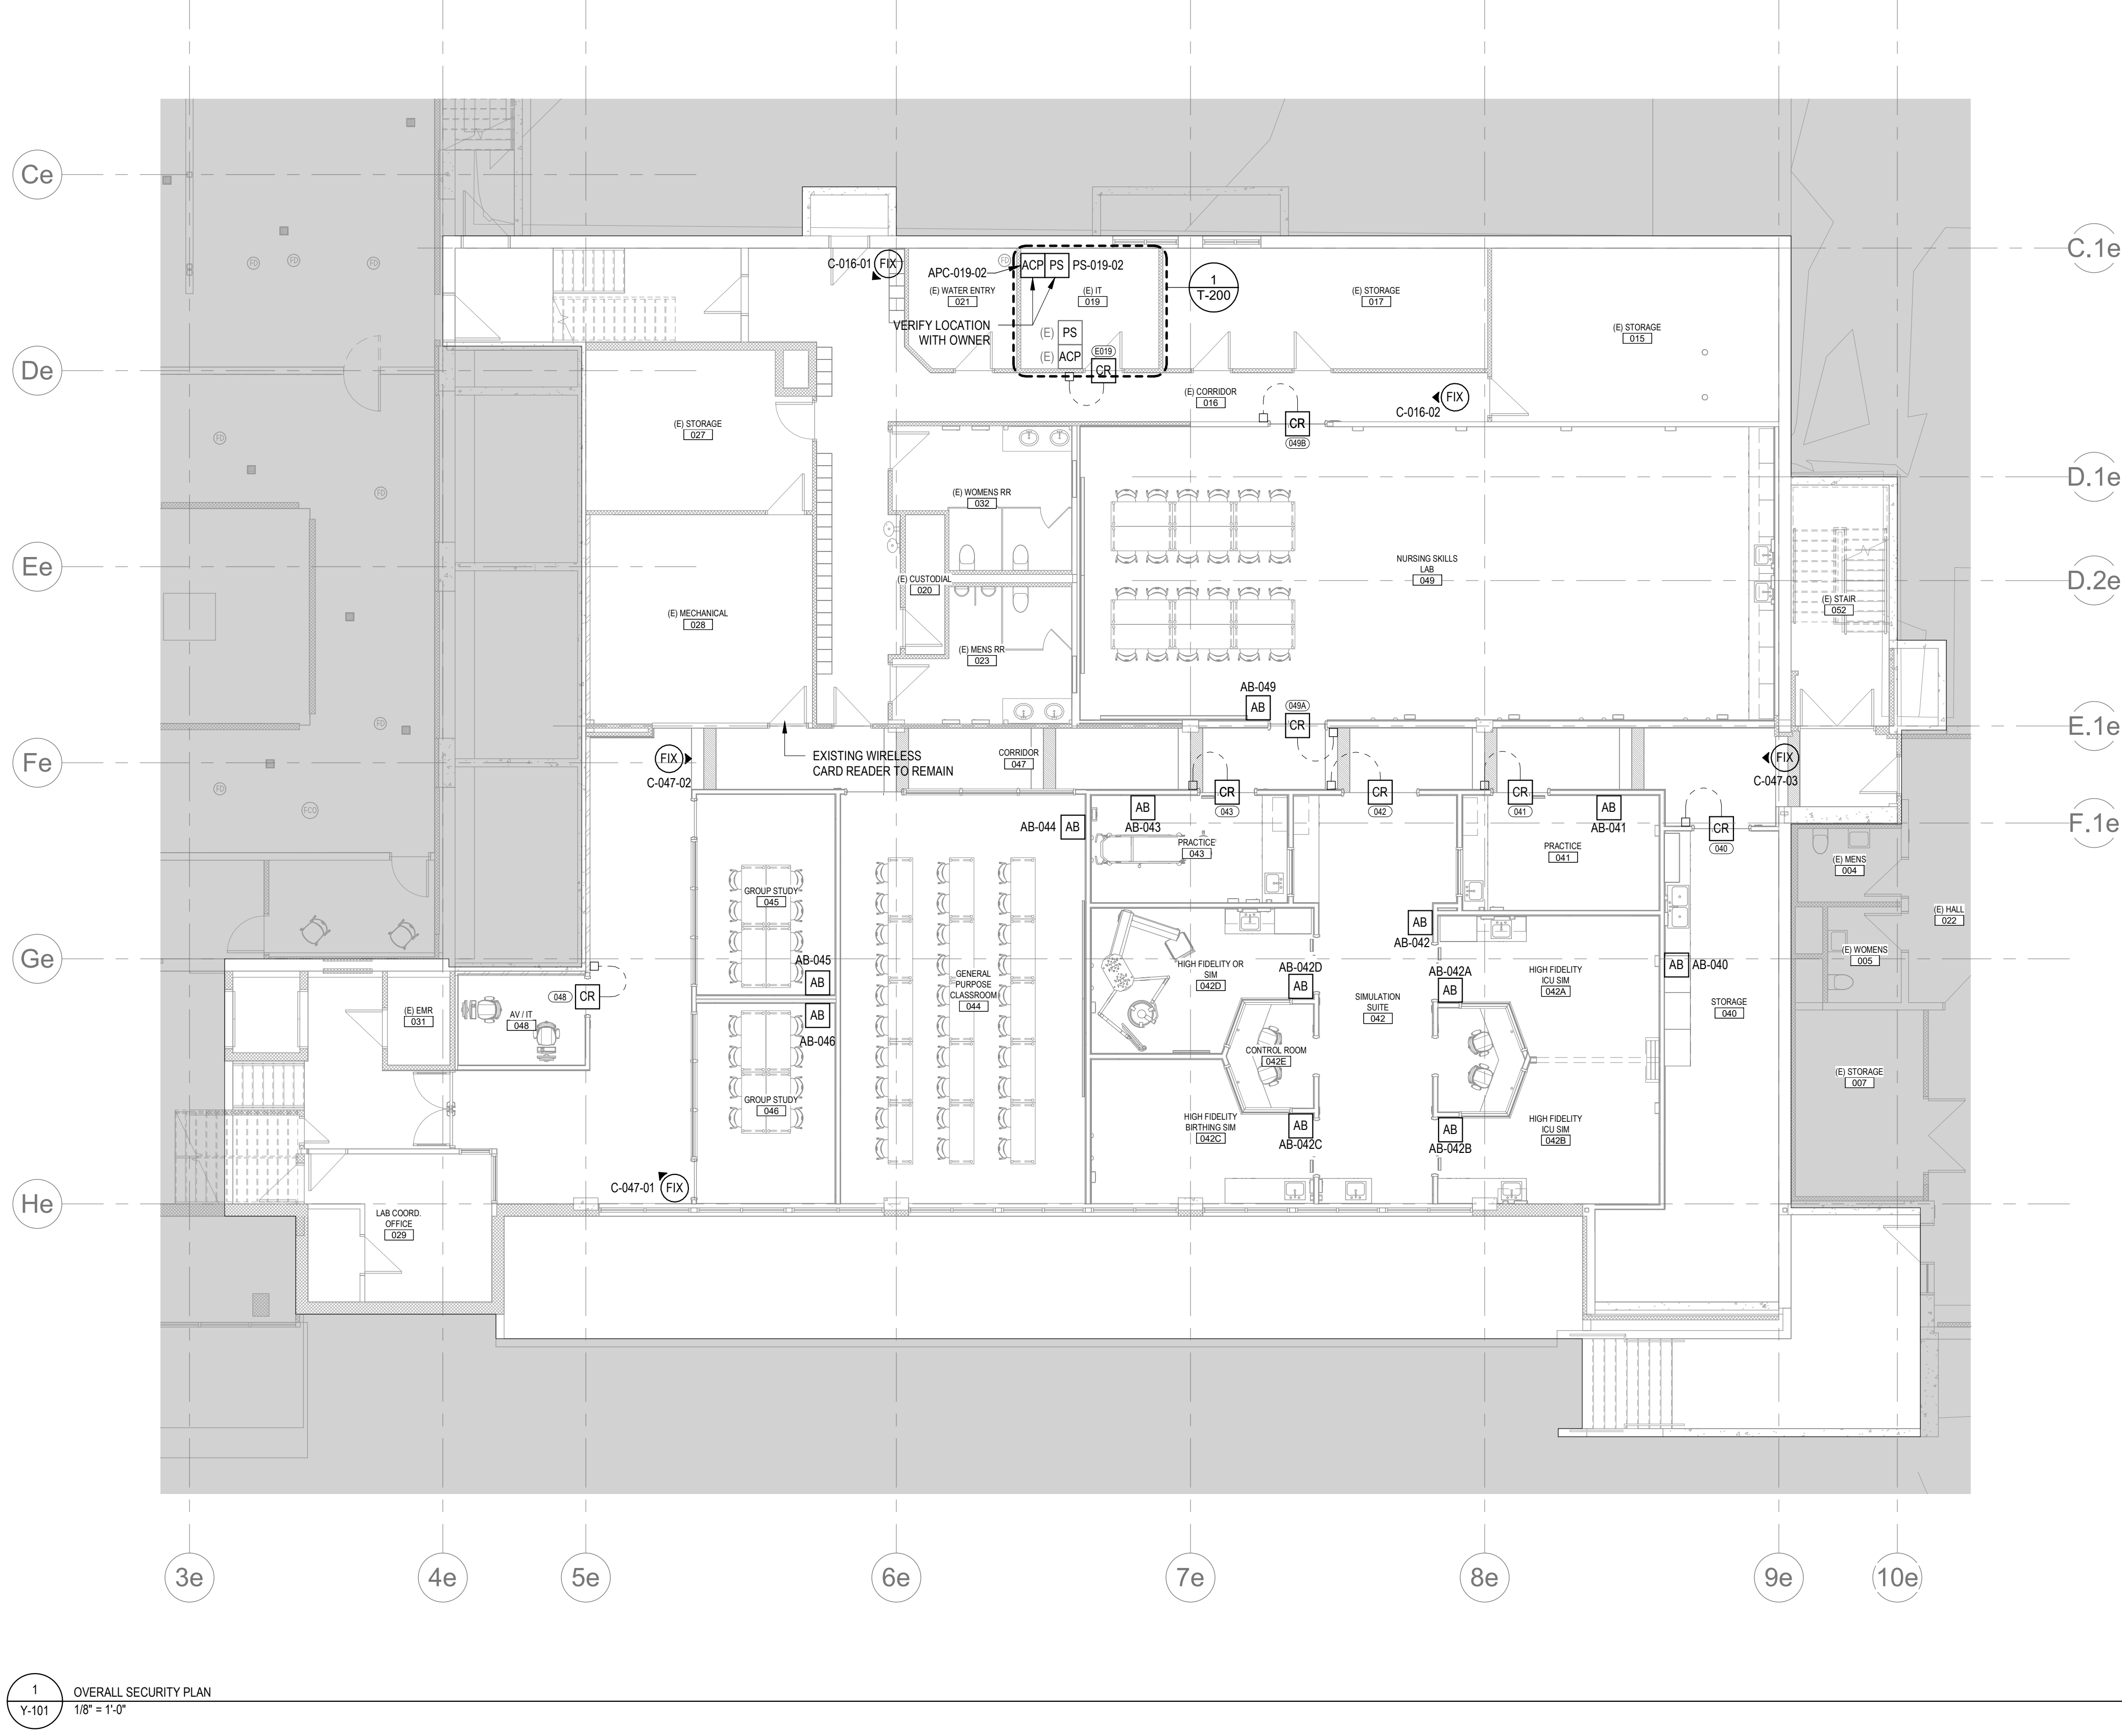 Ce
C.1e
C-016-01
FIX
FD
FD
FD
FD
APC-019-02
ACP
PS
PS-019-02
1
T-200
(E) WATER ENTRY
021
(E) IT
019
(E) STORAGE
017
VERIFY LOCATION
WITH OWNER
(E)
PS
(E)
ACP
E019
CR
(E) STORAGE
015
De
(E) CORRIDOR
016
FIX
C-016-02
(E) STORAGE
027
CR
049B
FD
FD
D.1e
(E) WOMENS RR
032
Ee
NURSING SKILLS
LAB
049
D.2e
(E) CUSTODIAL
020
(E) STAIR
052
(E) MECHANICAL
028
(E) MENS RR
023
AB-049
AB
049A
CR
FD
E.1e
Fe
FIX
C-047-02
EXISTING WIRELESS
CARD READER TO REMAIN
CORRIDOR
047
FIX
C-047-03
FD
FCO
CR
043
CR
042
CR
041
AB
AB-043
AB
AB-041
AB-044
AB
CR
040
F.1e
PRACTICE
043
PRACTICE
041
(E) MENS
004
GROUP STUDY
045
AB
AB-042
(E) HALL
022
(E) WOMENS
005
Ge
AB-045
AB
GENERAL
PURPOSE
CLASSROOM
044
HIGH FIDELITY OR
SIM
042D
AB-042D
AB
AB-042A
AB
HIGH FIDELITY
ICU SIM
042A
AB
AB-040
048
CR
SIMULATION
SUITE
042
STORAGE
040
(E) EMR
031
AV / IT
048
AB
AB-046
CONTROL ROOM
042E
(E) STORAGE
007
GROUP STUDY
046
HIGH FIDELITY
BIRTHING SIM
042C
AB
AB-042C
AB
AB-042B
HIGH FIDELITY
ICU SIM
042B
C-047-01
FIX
He
LAB COORD.
OFFICE
029
3e
4e
5e
6e
7e
8e
9e
10e
1
Y-101
OVERALL SECURITY PLAN
1/8" = 1'-0"